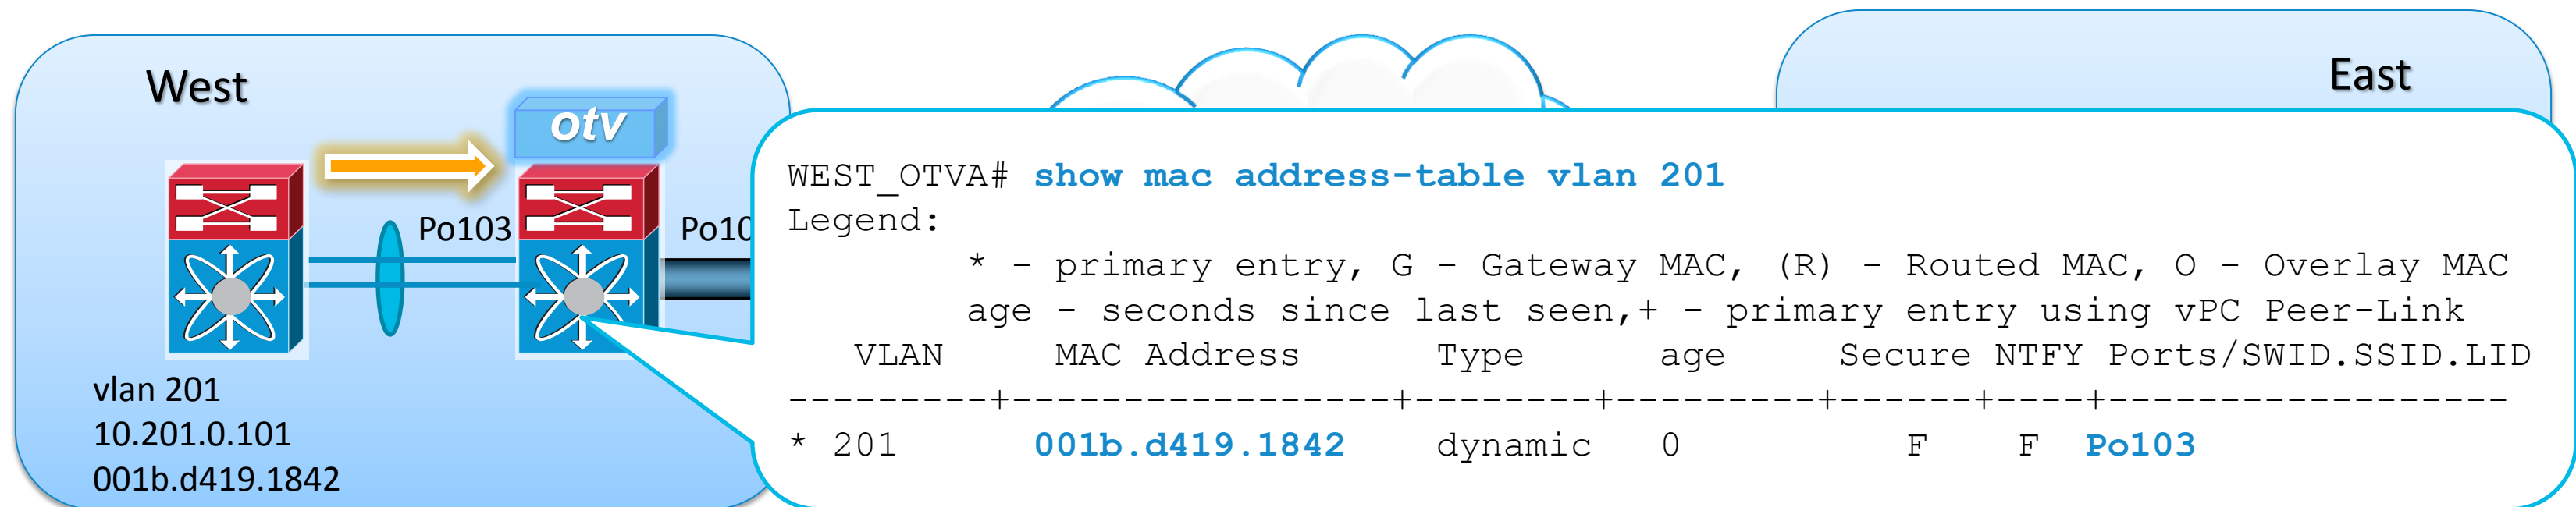 West
East
otv
Po103
Po10
vlan 201
10.201.0.101
001b.d419.1842
WEST_OTVA# show mac address-table vlan 201
Legend:
* - primary entry, G - Gateway MAC, (R) - Routed MAC, O - Overlay MAC
age - seconds since last seen,+ - primary entry using vPC Peer-Link
VLAN MAC Address Type age Secure NTFY Ports/SWID.SSID.LID
---------+-----------------+--------+---------+------+----+------------------
* 201 001b.d419.1842 dynamic 0 F F Po103